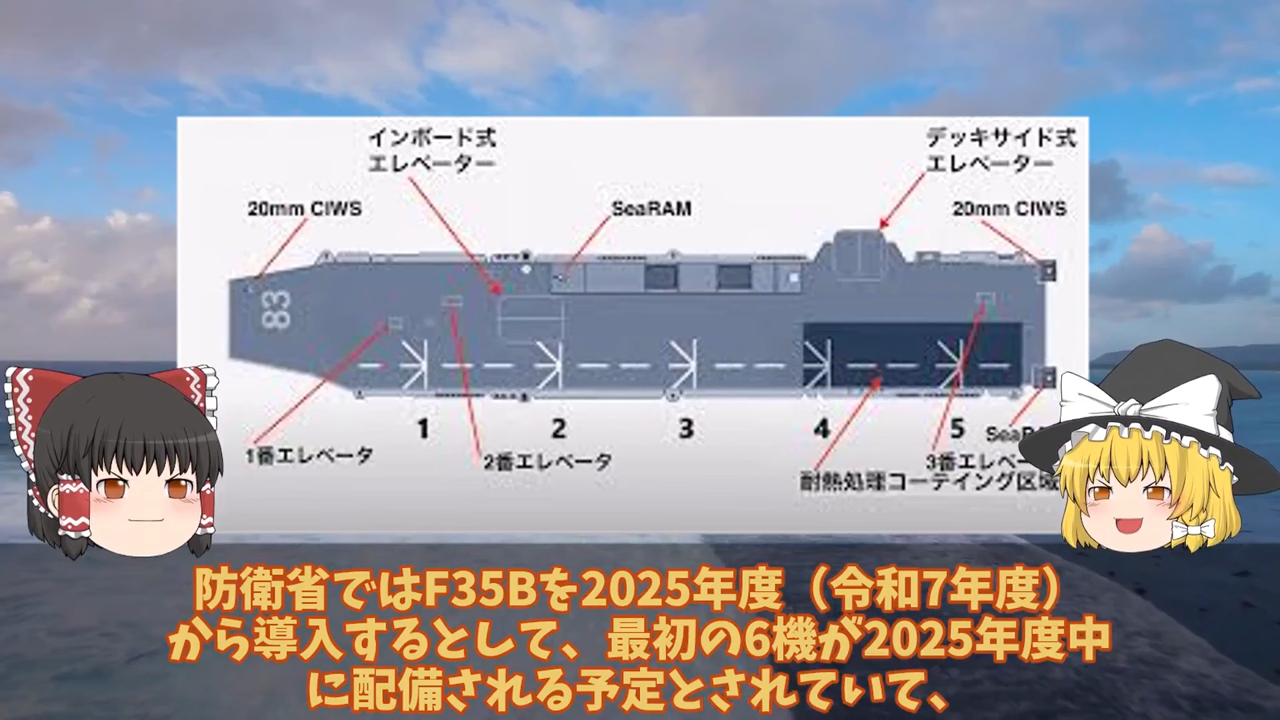 インボード式
エレベーター
デッキサイド式
エレベーター
20mm CIWS
SeaRAM
20mm CIWS
83
1
2
3
4
5
1番エレベータ
2番エレベータ
3番エレベー
耐熱処理コーティング区域
防衛省ではF35Bを2025年度（令和7年度）
から導入するとして、最初の6機が2025年度中
に配備される予定とされていて、